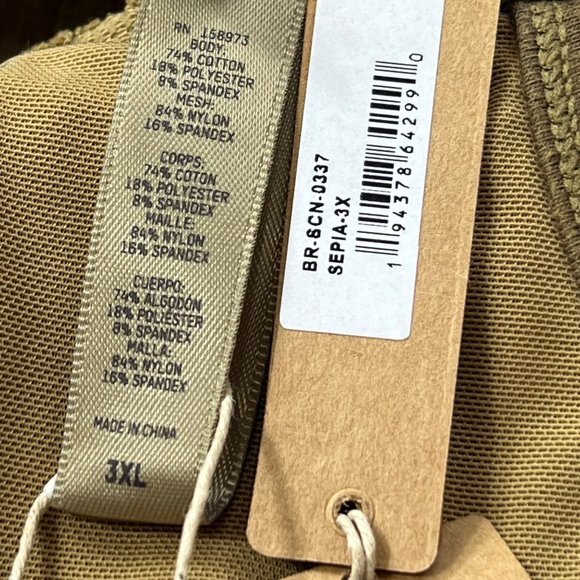 RN 158973
BODY:
74% COTTON
18% POLYESTER
8% SPANDEX
MESH:
84% NYLON
16% SPANDEX
CORPS:
74% COTON
18% POLYESTER
8% SPANDEX
MAILLE:
84% NYLON
16% SPANDEX
CUERPO:
74% ALGODON
18% POLIESTER
8% SPANDEX
MALLA:
84% NYLON
16% SPANDEX
MADE IN CHINA
3XL
BR-SCN-0337
SEPIA-3X
1 94378 64299 0